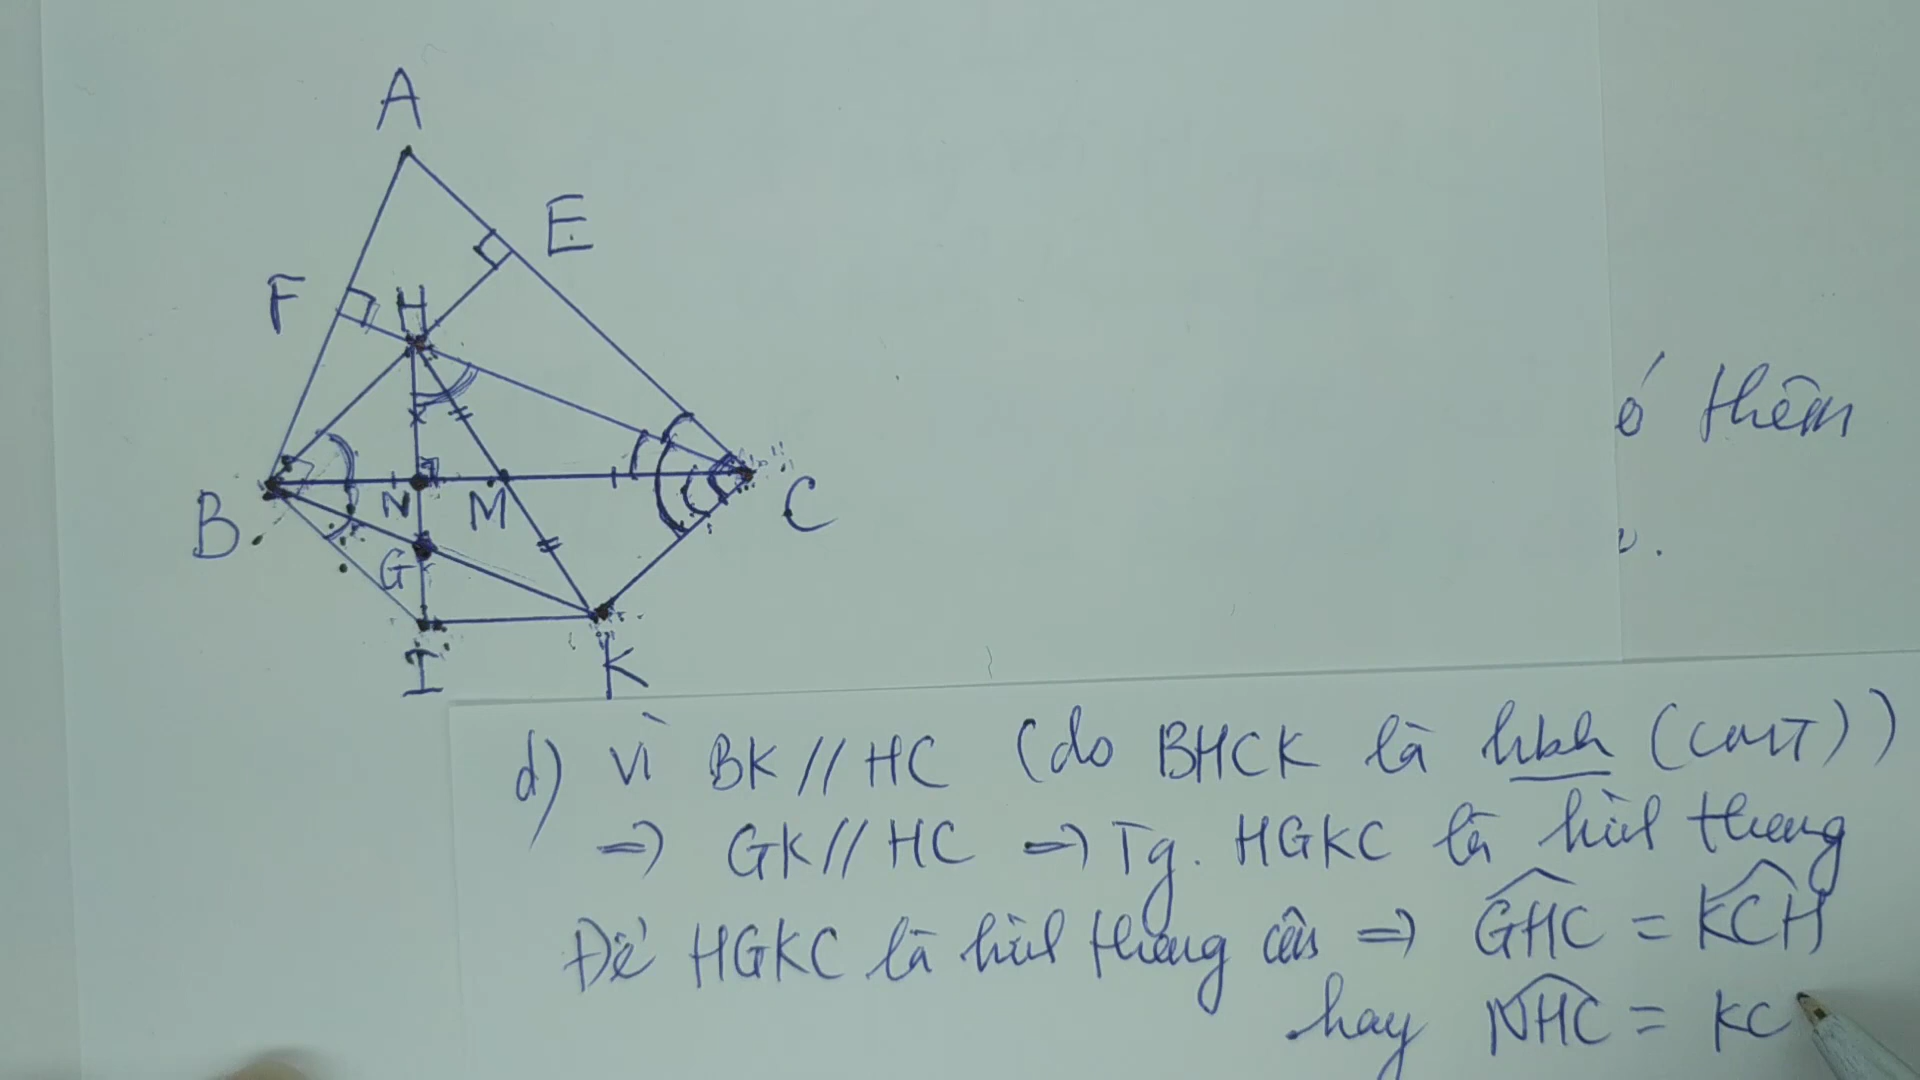 A
E
F
H
B
N
M
C
G
I
K
ó thêm
d) Vì BK // HC (do BHCK là hbh (CMT))
=> GK // HC => Tg. HGKC là hình thang
Để HGKC là hình thang cân => GHC = KCH
hay NHC = KC